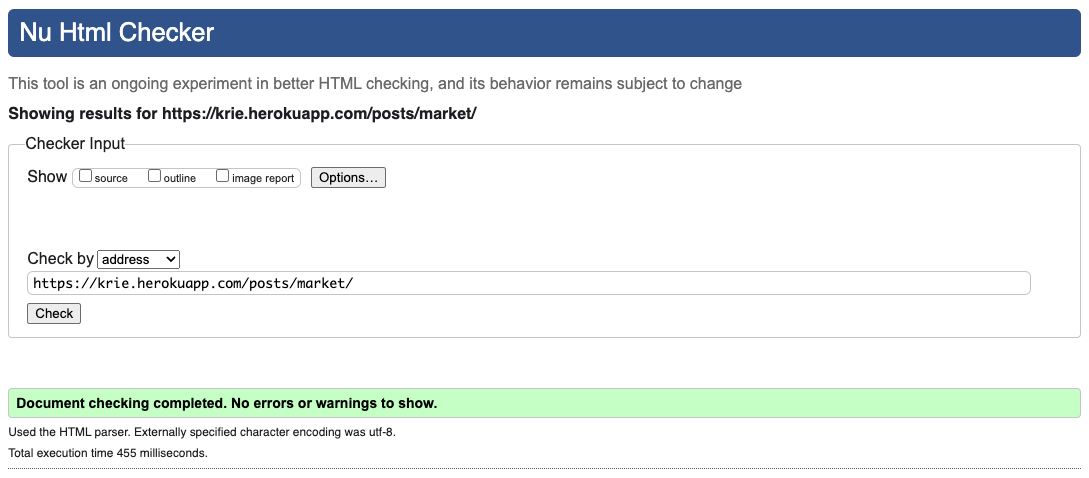 Nu Html Checker
This tool is an ongoing experiment in better HTML checking, and its behavior remains subject to change
Showing results for https://krie.herokuapp.com/posts/market/
Checker Input
Show source outline image report Options...
Check by address
https://krie.herokuapp.com/posts/market/
Check
Document checking completed. No errors or warnings to show.
Used the HTML parser. Externally specified character encoding was utf-8.
Total execution time 455 milliseconds.